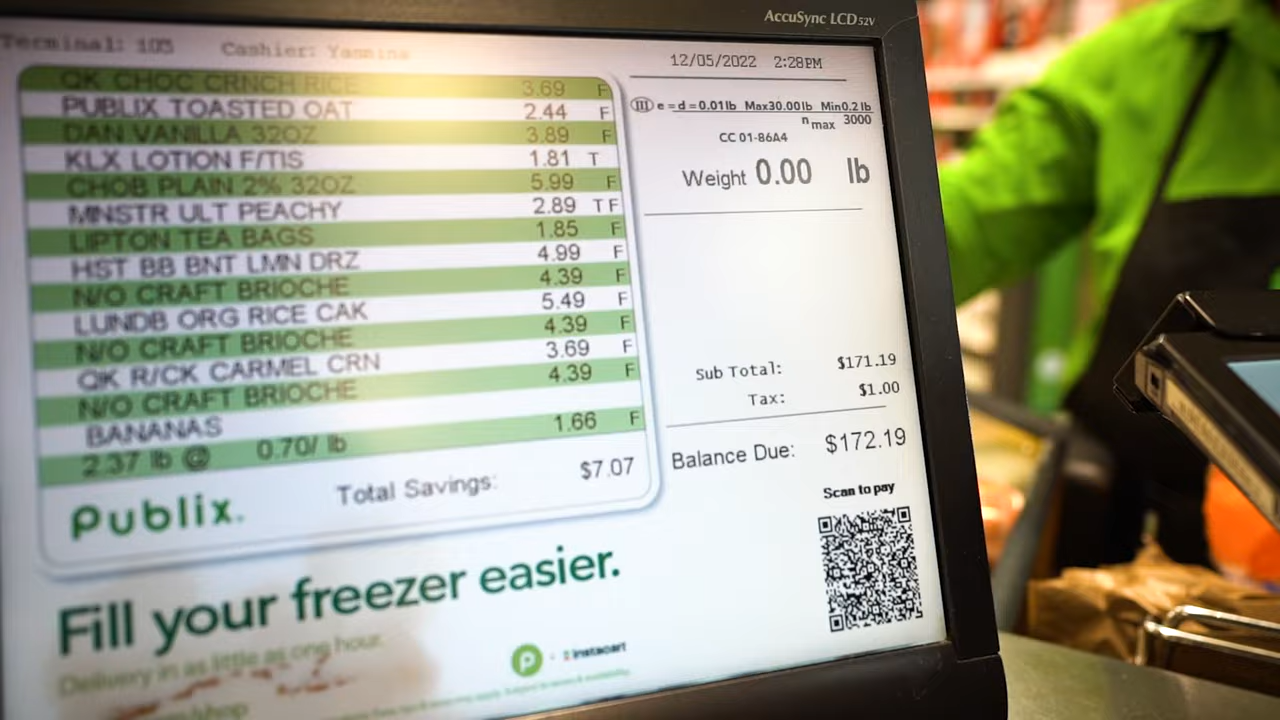 AccuSync LCD52V
Terminal: 105 Cashier: Yasmine
QK CHOC CRNCH RICE 3.69 F
PUBLIX TOASTED OAT 2.44 F
DAN VANILLA 32OZ 3.89 F
KLX LOTION F/TIS 1.81 T
CHOB PLAIN 2% 32OZ 5.99 F
MNSTR ULT PEACHY 2.89 T F
LIPTON TEA BAGS 1.85 F
HST BB BNT LMN DRZ 4.99 F
N/O CRAFT BRIOCHE 4.39 F
LUNDB ORG RICE CAK 5.49 F
N/O CRAFT BRIOCHE 4.39 F
QK R/CK CARMEL CRN 3.69 F
N/O CRAFT BRIOCHE 4.39 F
BANANAS
2.37 lb @ 0.70/ lb 1.66 F
Publix. Total Savings: $7.07
12/05/2022 2:28PM
III e = d = 0.01lb Max30.00lb Min0.2 lb
n max 3000
CC 01-86A4
Weight 0.00 lb
Sub Total: $171.19
Tax: $1.00
Balance Due: $172.19
Scan to pay
Fill your freezer easier.
Delivery in as little as one hour.
p instacart